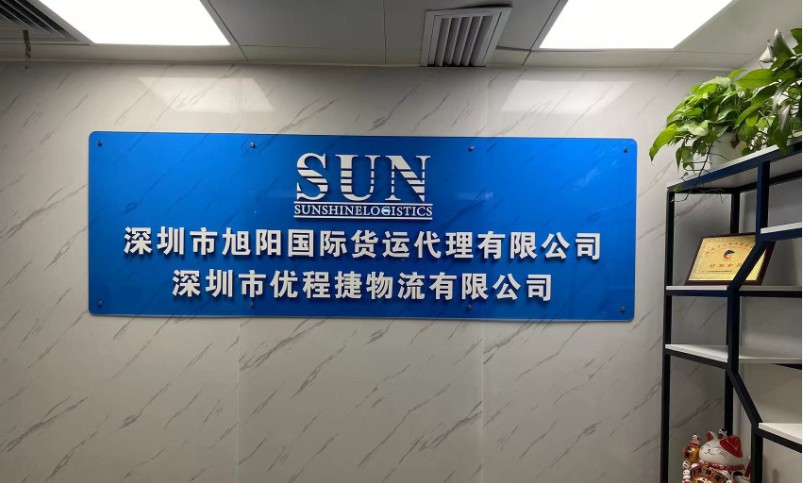 SUN
SUNSHINELOGISTICS
深圳市旭阳国际货运代理有限公司
深圳市优程捷物流有限公司